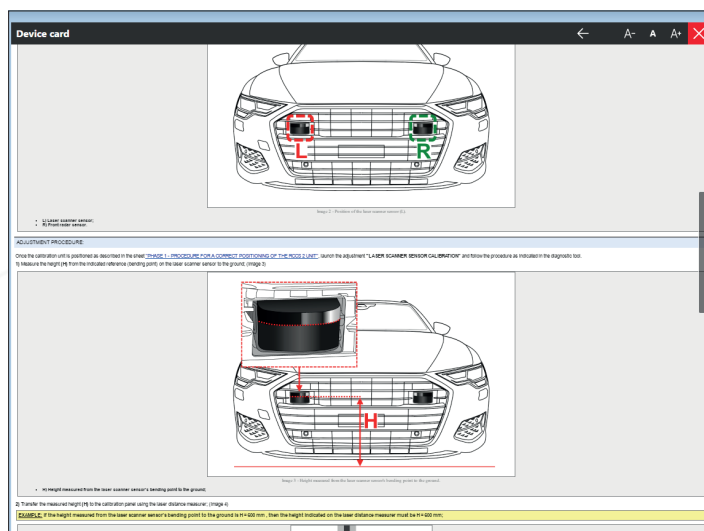 Device card
A- A A+
L R
Image 2 - Position of the laser scanner sensor (L)
• L) Laser scanner sensor;
• R) Front radar sensor.
ADJUSTMENT PROCEDURE:
Once the calibration unit is positioned as described in the sheet "PHASE 1 - PROCEDURE FOR A CORRECT POSITIONING OF THE RCCS 2 UNIT", launch the adjustment "LASER SCANNER SENSOR CALIBRATION" and follow the procedure as indicated in the diagnostic tool.
1) Measure the height (H) from the indicated reference (bending point) on the laser scanner sensor to the ground; (Image 3)
H
Image 3 - Height measured from the laser scanner sensor's bending point to the ground
• H) Height measured from the laser scanner sensor's bending point to the ground;
2) Transfer the measured height (H) to the calibration panel using the laser distance measurer; (Image 4)
EXAMPLE: if the height measured from the laser scanner sensor's bending point to the ground is H = 600 mm , then the height indicated on the laser distance measurer must be H = 600 mm;